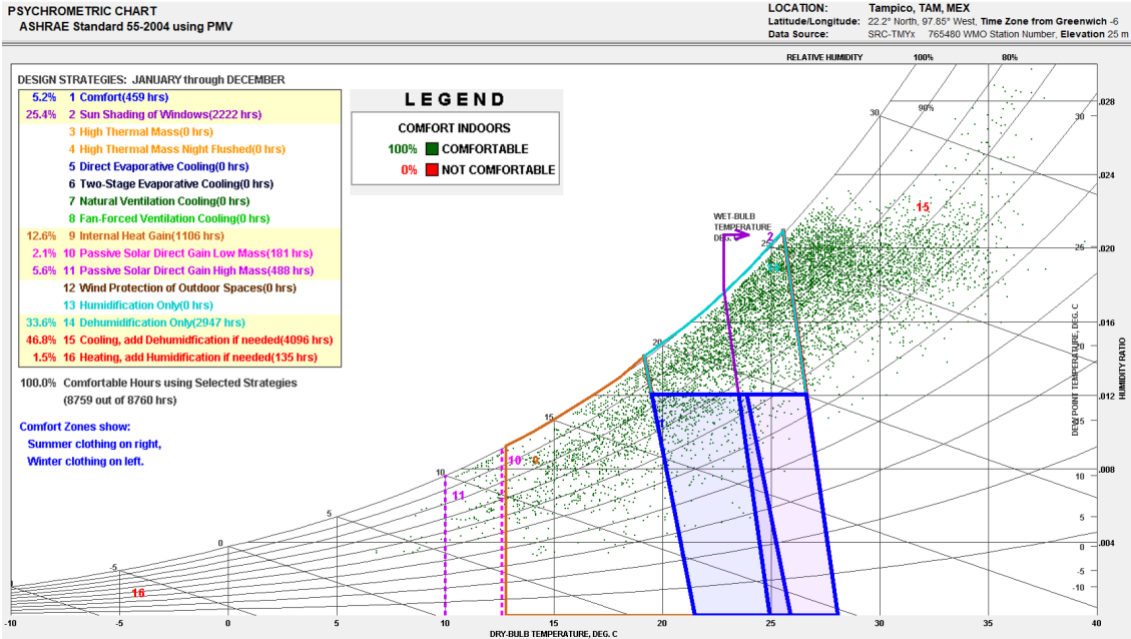 PSYCHROMETRIC CHART
ASHRAE Standard 55-2004 using PMV
LOCATION: Tampico, TAM, MEX
Latitude/Longitude: 22.2° North, 97.85° West, Time Zone from Greenwich -6
Data Source: SRC-TMYx 765480 WMO Station Number, Elevation 25 m
RELATIVE HUMIDITY 100% 80%
DESIGN STRATEGIES: JANUARY through DECEMBER
5.2% 1 Comfort(459 hrs)
25.4% 2 Sun Shading of Windows(2222 hrs)
3 High Thermal Mass(0 hrs)
4 High Thermal Mass Night Flushed(0 hrs)
5 Direct Evaporative Cooling(0 hrs)
6 Two-Stage Evaporative Cooling(0 hrs)
7 Natural Ventilation Cooling(0 hrs)
8 Fan-Forced Ventilation Cooling(0 hrs)
12.6% 9 Internal Heat Gain(1106 hrs)
2.1% 10 Passive Solar Direct Gain Low Mass(181 hrs)
5.6% 11 Passive Solar Direct Gain High Mass(488 hrs)
12 Wind Protection of Outdoor Spaces(0 hrs)
13 Humidification Only(0 hrs)
33.6% 14 Dehumidification Only(2947 hrs)
46.8% 15 Cooling, add Dehumidfication if needed(4096 hrs)
1.5% 16 Heating, add Humidification if needed(135 hrs)
100.0% Comfortable Hours using Selected Strategies
(8759 out of 8760 hrs)
Comfort Zones show:
Summer clothing on right,
Winter clothing on left.
LEGEND
COMFORT INDOORS
100% COMFORTABLE
0% NOT COMFORTABLE
90%
30
WET-BULB
TEMPERATURE
DEG. C
2
25
14
15
20
15
10
10
11
5
0
-5
16
.028
30
.024
25
.020
.016
20
.012
15
.008
10
5
.004
0
-5
-10
DEW POINT TEMPERATURE, DEG. C
HUMIDITY RATIO
-10 -5 0 5 10 15 20 25 30 35 40
DRY-BULB TEMPERATURE, DEG. C